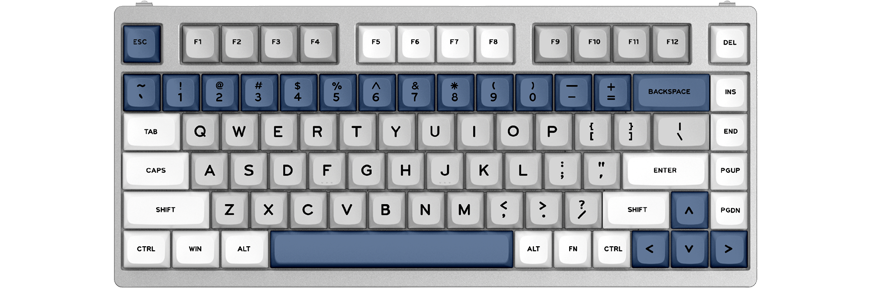 ESC F1 F2 F3 F4 F5 F6 F7 F8 F9 F10 F11 F12 DEL
~ ! @ # $ % ^ & * ( ) — +
` 1 2 3 4 5 6 7 8 9 0 - = BACKSPACE INS
TAB Q W E R T Y U I O P { } | END
[ ] \
CAPS A S D F G H J K L : " ENTER PGUP
; '
SHIFT Z X C V B N M < > ? SHIFT ^ PGDN
, . /
CTRL WIN ALT ALT FN CTRL < v >